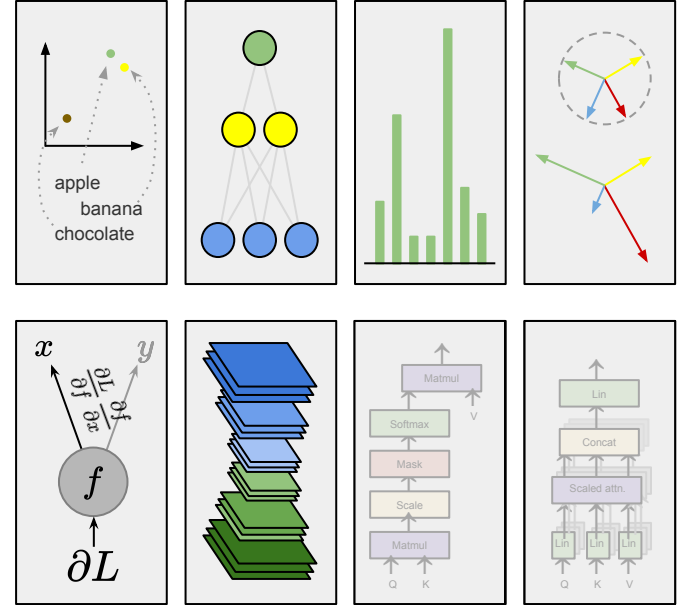 apple
banana
chocolate
x
y
∂L/∂f ∂f/∂x
f
∂L
Matmul
V
Softmax
Mask
Scale
Matmul
Q K
Lin
Concat
Scaled attn.
Lin Lin Lin
Q K V